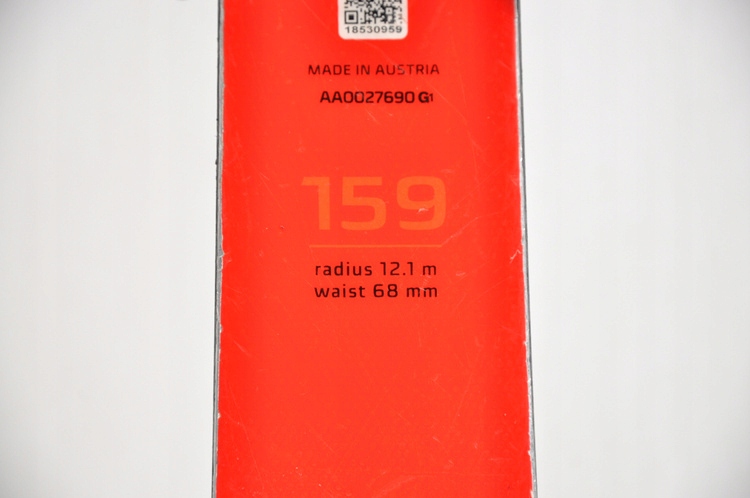 18530959
MADE IN AUSTRIA
AA0027690 G1
159
radius 12.1 m
waist 68 mm